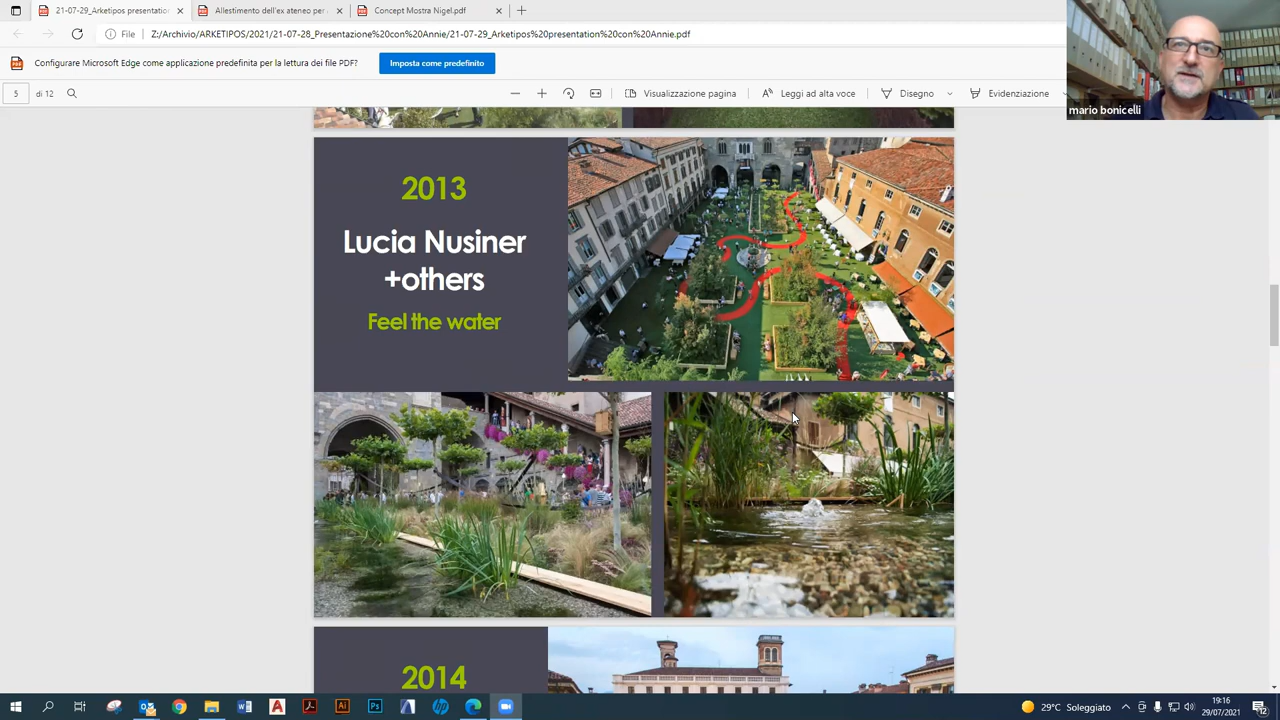 21-07-29_Arketipos presentation
Allestimento dell'ex ateneo per a
Concept Mostra Nigel.pdf
File
Z:/Archivio/ARKETIPOS/2021/21-07-28_Presentazione%20con%20Annie/21-07-29_Arketipos%20presentation%20con%20Annie.pdf
Configurare Microsoft Edge come applicazione predefinita per la lettura dei file PDF?
Imposta come predefinito
5
di 12
Visualizzazione pagina
Leggi ad alta voce
Disegno
Evidenziazione
mario bonicelli
2013
Lucia Nusiner
+others
Feel the water
2014
29°C Soleggiato
19:16
29/07/2021
12